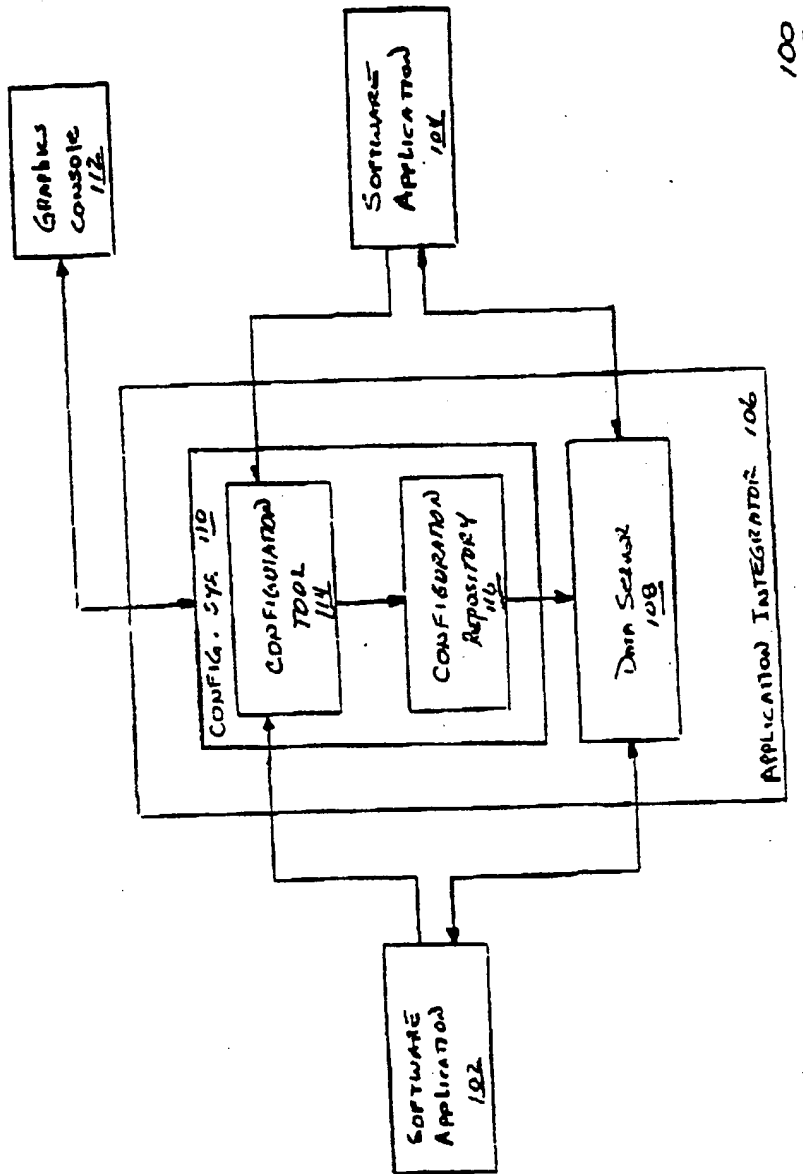 GRAPHICS
CONSOLE
112
SOFTWARE
APPLICATION
104
CONFIG. SYS. 110
CONFIGURATION
TOOL
114
CONFIGURATION
REPOSITORY
116
DATA SERVER
108
APPLICATION INTEGRATOR 106
SOFTWARE
APPLICATION
102
100